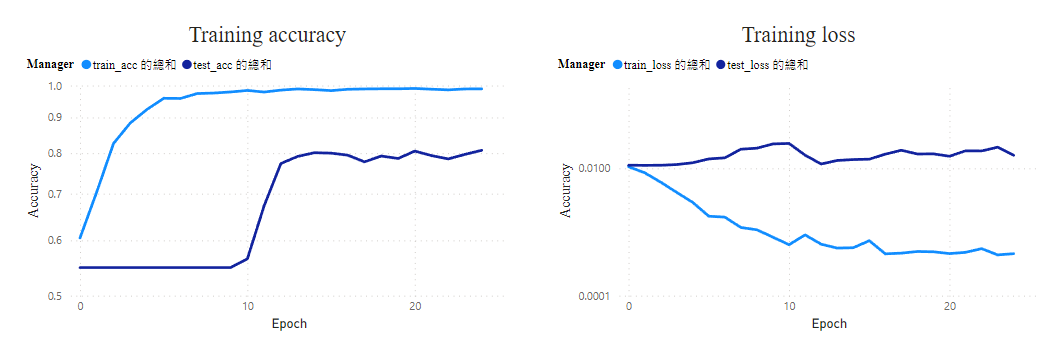 Training accuracy
Manager train_acc 的總和 test_acc 的總和
1.0
0.9
0.8
0.7
0.6
0.5
Accuracy
0 10 20
Epoch
Training loss
Manager train_loss 的總和 test_loss 的總和
0.0100
0.0001
Accuracy
0 10 20
Epoch